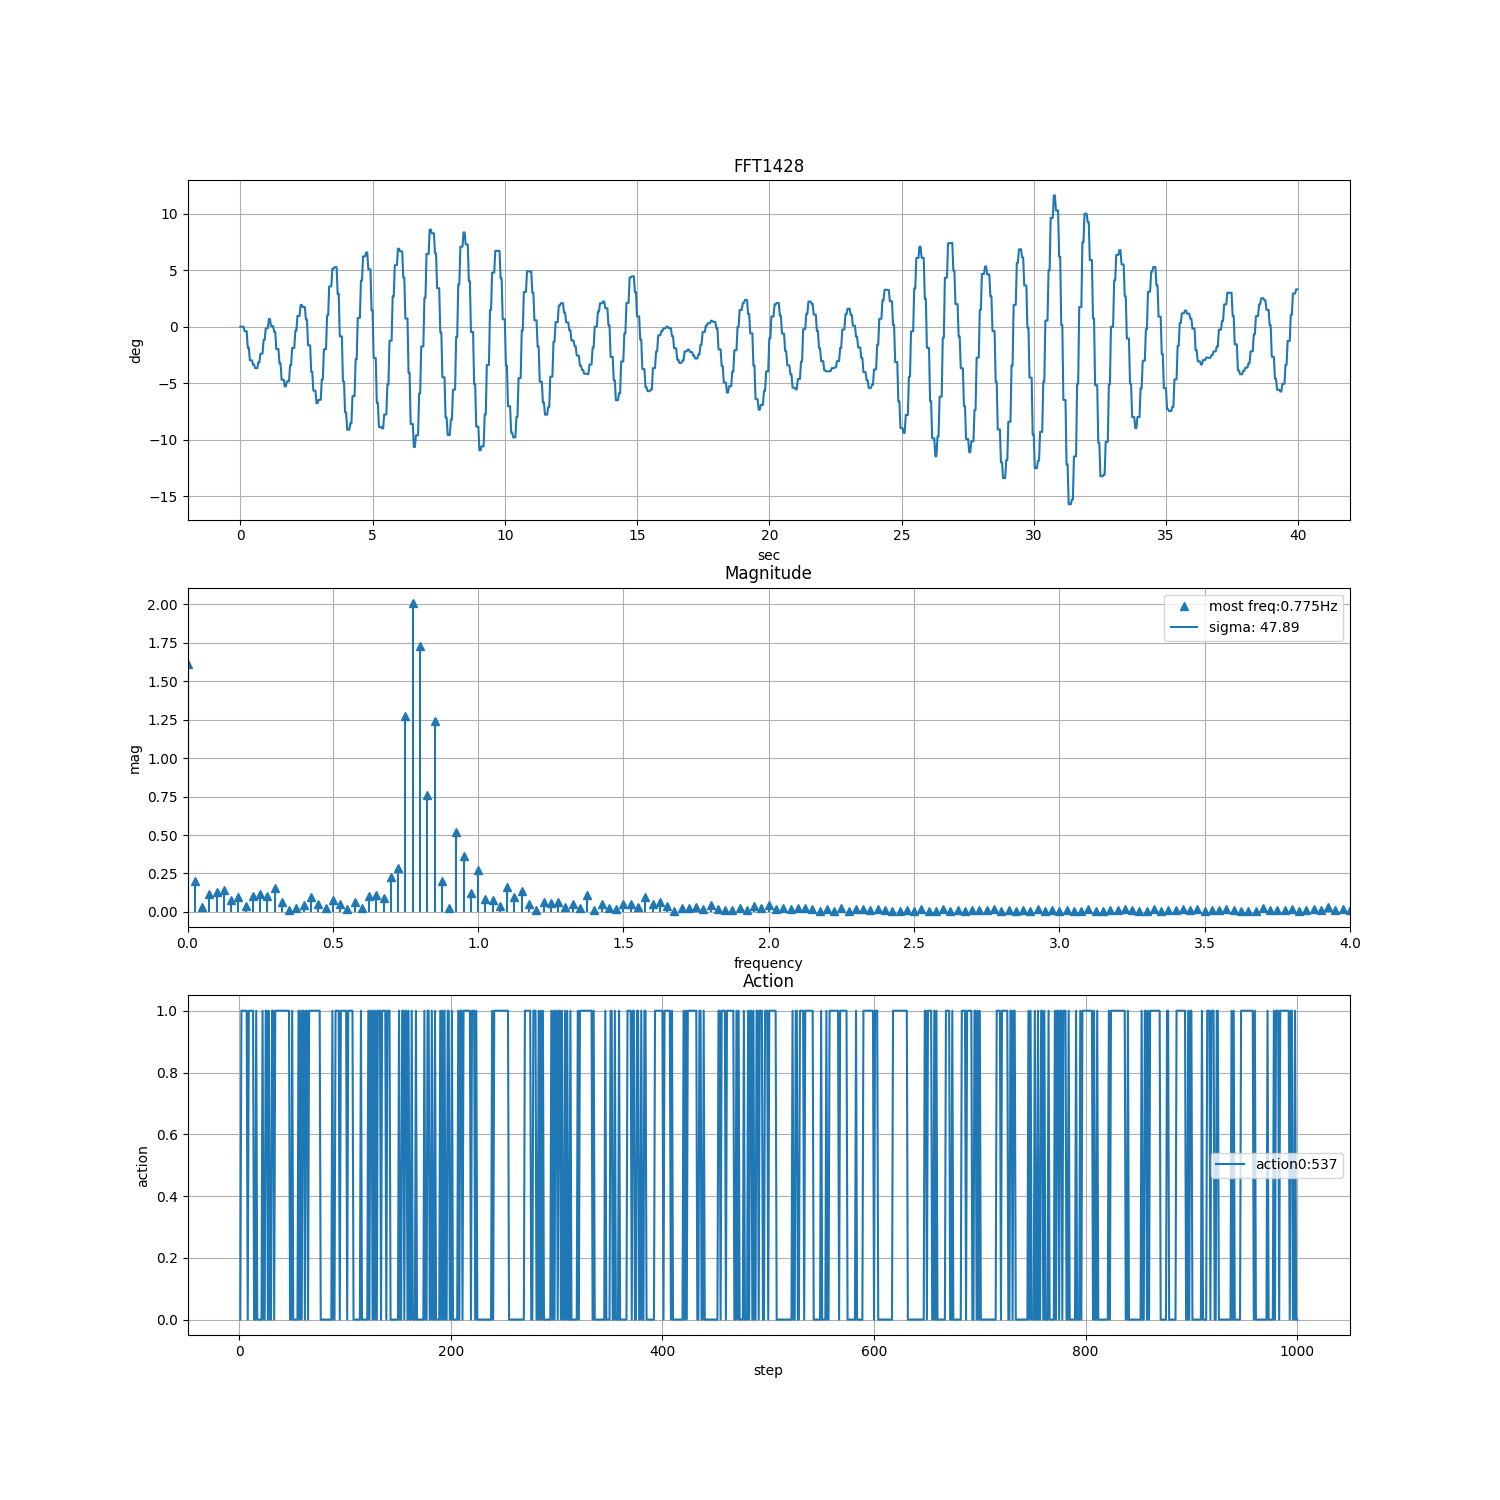 FFT1428
10
5
0
−5
−10
−15
deg
0 5 10 15 20 25 30 35 40
sec
Magnitude
2.00
1.75
1.50
1.25
1.00
0.75
0.50
0.25
0.00
mag
most freq:0.775Hz
sigma: 47.89
0.0 0.5 1.0 1.5 2.0 2.5 3.0 3.5 4.0
frequency
Action
1.0
0.8
0.6
0.4
0.2
0.0
action
action0:537
0 200 400 600 800 1000
step